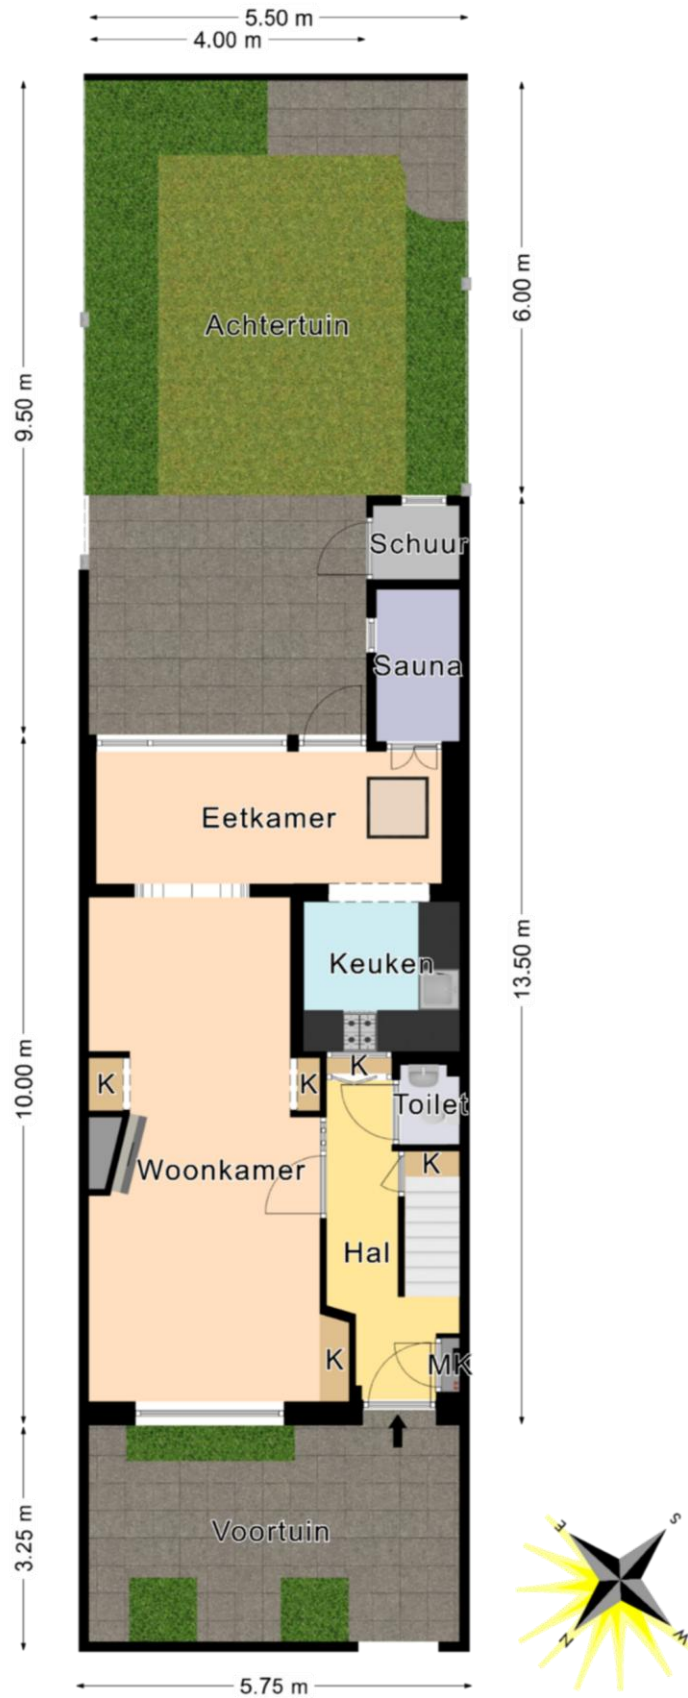 5.50 m
4.00 m
9.50 m
6.00 m
Achtertuin
Schuur
Sauna
Eetkamer
13.50 m
Keuken
10.00 m
K
K
K
Toilet
Woonkamer
K
Hal
K
MK
3.25 m
Voortuin
E
S
N
W
5.75 m